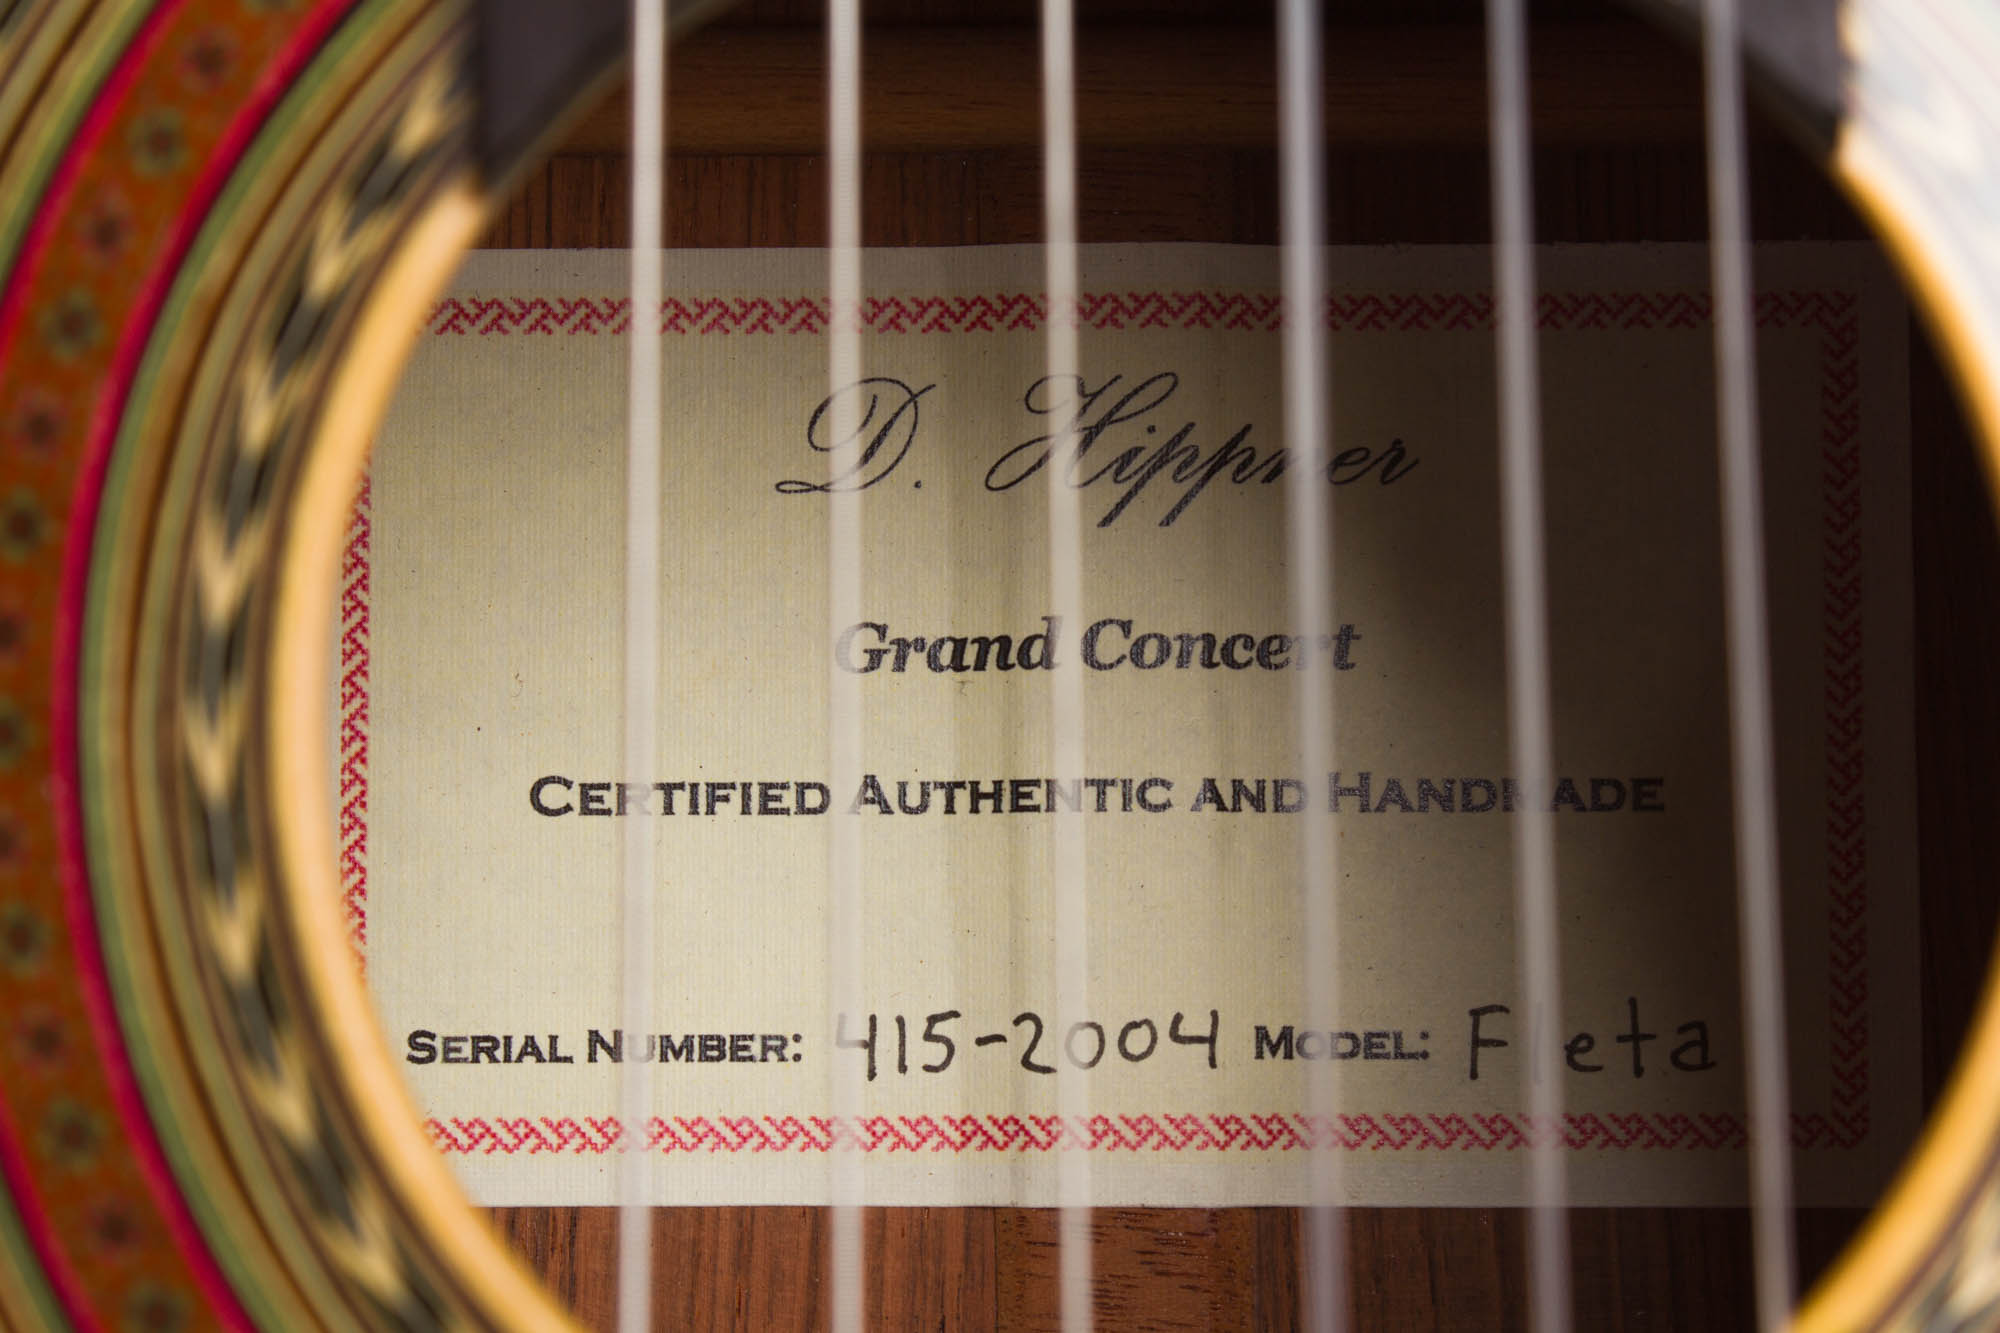 D. Hippner
Grand Concert
CERTIFIED AUTHENTIC AND HANDMADE
SERIAL NUMBER: 415-2004 MODEL: Fleta